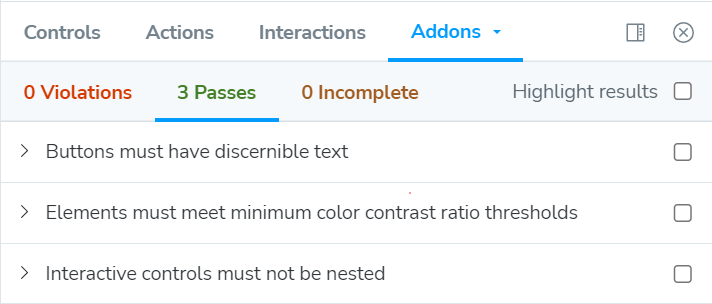 Controls Actions Interactions Addons
0 Violations 3 Passes 0 Incomplete Highlight results
Buttons must have discernible text
Elements must meet minimum color contrast ratio thresholds
Interactive controls must not be nested